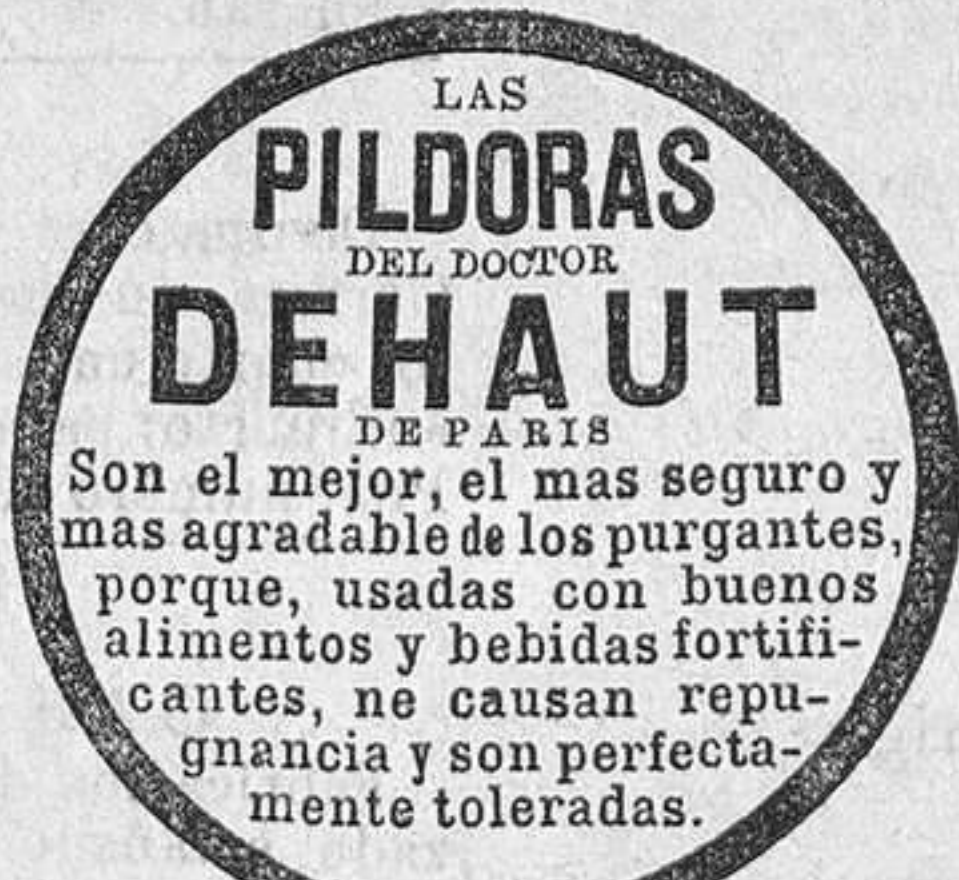 LAS
PILDORAS
DEL DOCTOR
DEHAUT
DE PARIS
Son el mejor, el mas seguro y
mas agradable de los purgantes,
porque, usadas con buenos
alimentos y bebidas fortifi-
cantes, ne causan repu-
gnancia y son perfecta-
mente toleradas.